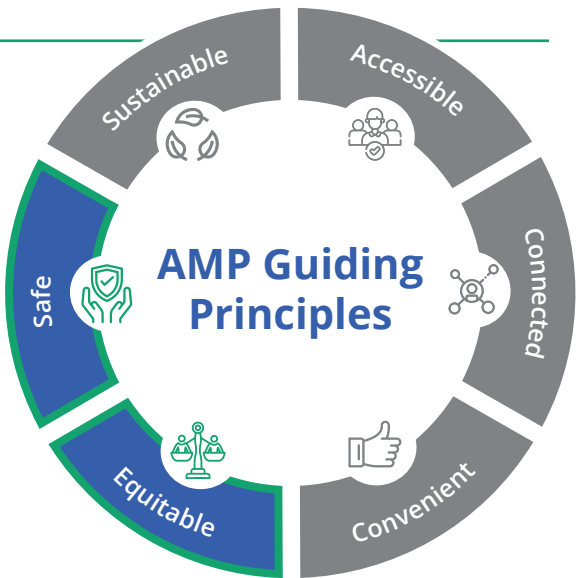 Sustainable
Accessible
Connected
Convenient
Equitable
Safe
AMP Guiding
Principles